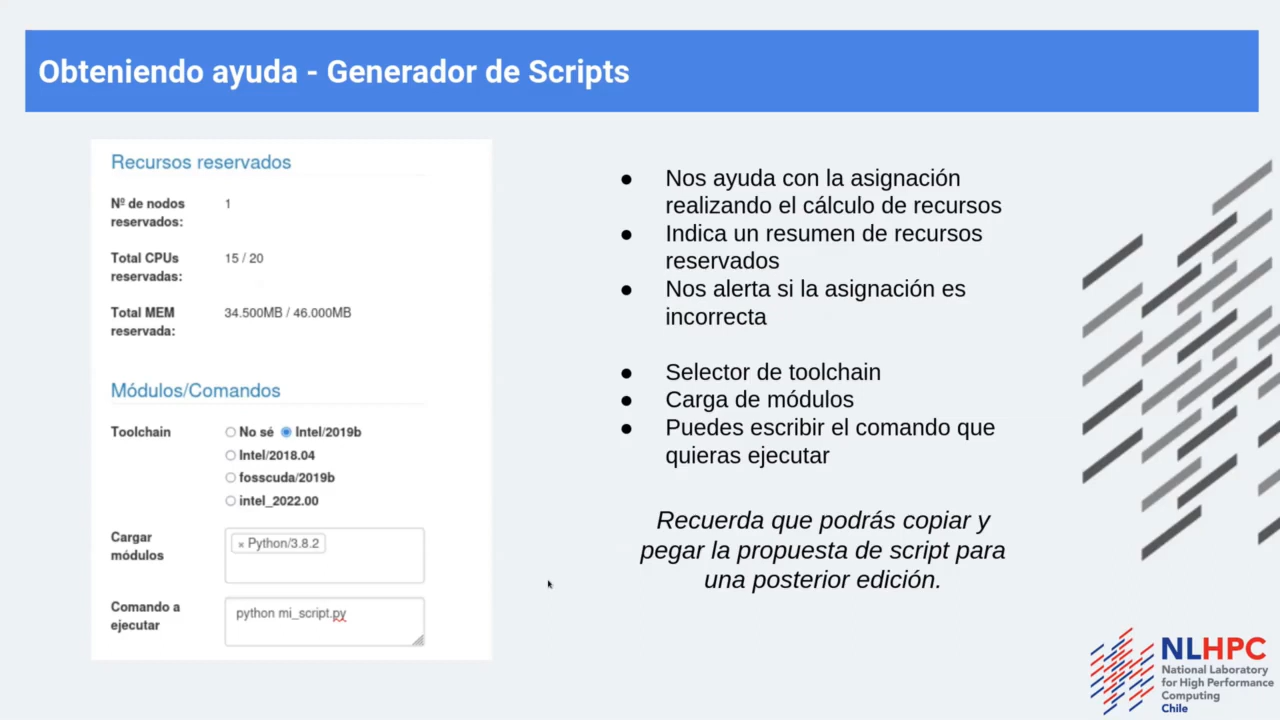 Obteniendo ayuda - Generador de Scripts
Recursos reservados
Nº de nodos
reservados:
1
Total CPUs
reservadas:
15 / 20
Total MEM
reservada:
34.500MB / 46.000MB
Módulos/Comandos
Toolchain
No sé
Intel/2019b
Intel/2018.04
fosscuda/2019b
intel_2022.00
Cargar
módulos
× Python/3.8.2
Comando a
ejecutar
python mi_script.py
● Nos ayuda con la asignación
realizando el cálculo de recursos
● Indica un resumen de recursos
reservados
● Nos alerta si la asignación es
incorrecta
● Selector de toolchain
● Carga de módulos
● Puedes escribir el comando que
quieras ejecutar
Recuerda que podrás copiar y
pegar la propuesta de script para
una posterior edición.
NLHPC
National Laboratory
for High Performance
Computing
Chile